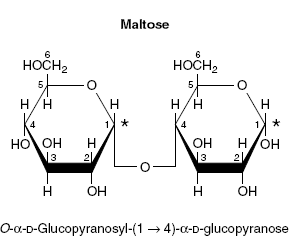 Maltose
6 6
HOCH2 HOCH2
5 O 5 O
H H H H H H
4 1 * 4 1 *
HO OH H OH H OH
3 2 3 2
O
H OH H OH
O-α-D-Glucopyranosyl-(1 → 4)-α-D-glucopyranose